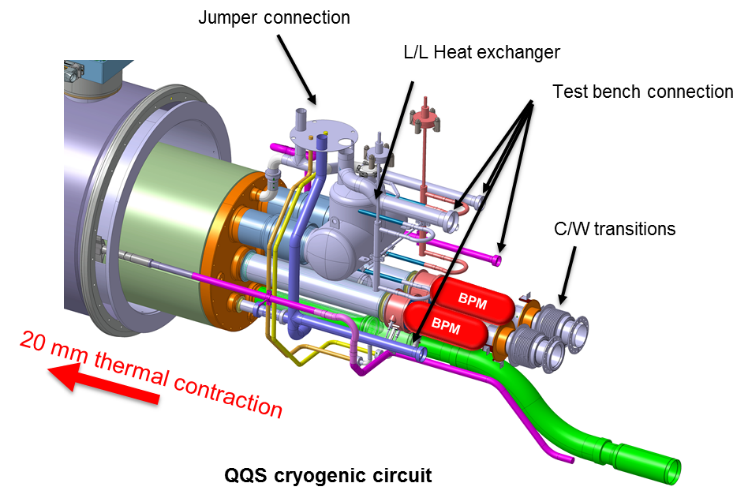 Jumper connection
L/L Heat exchanger
Test bench connection
C/W transitions
BPM
BPM
20 mm thermal contraction
QQS cryogenic circuit